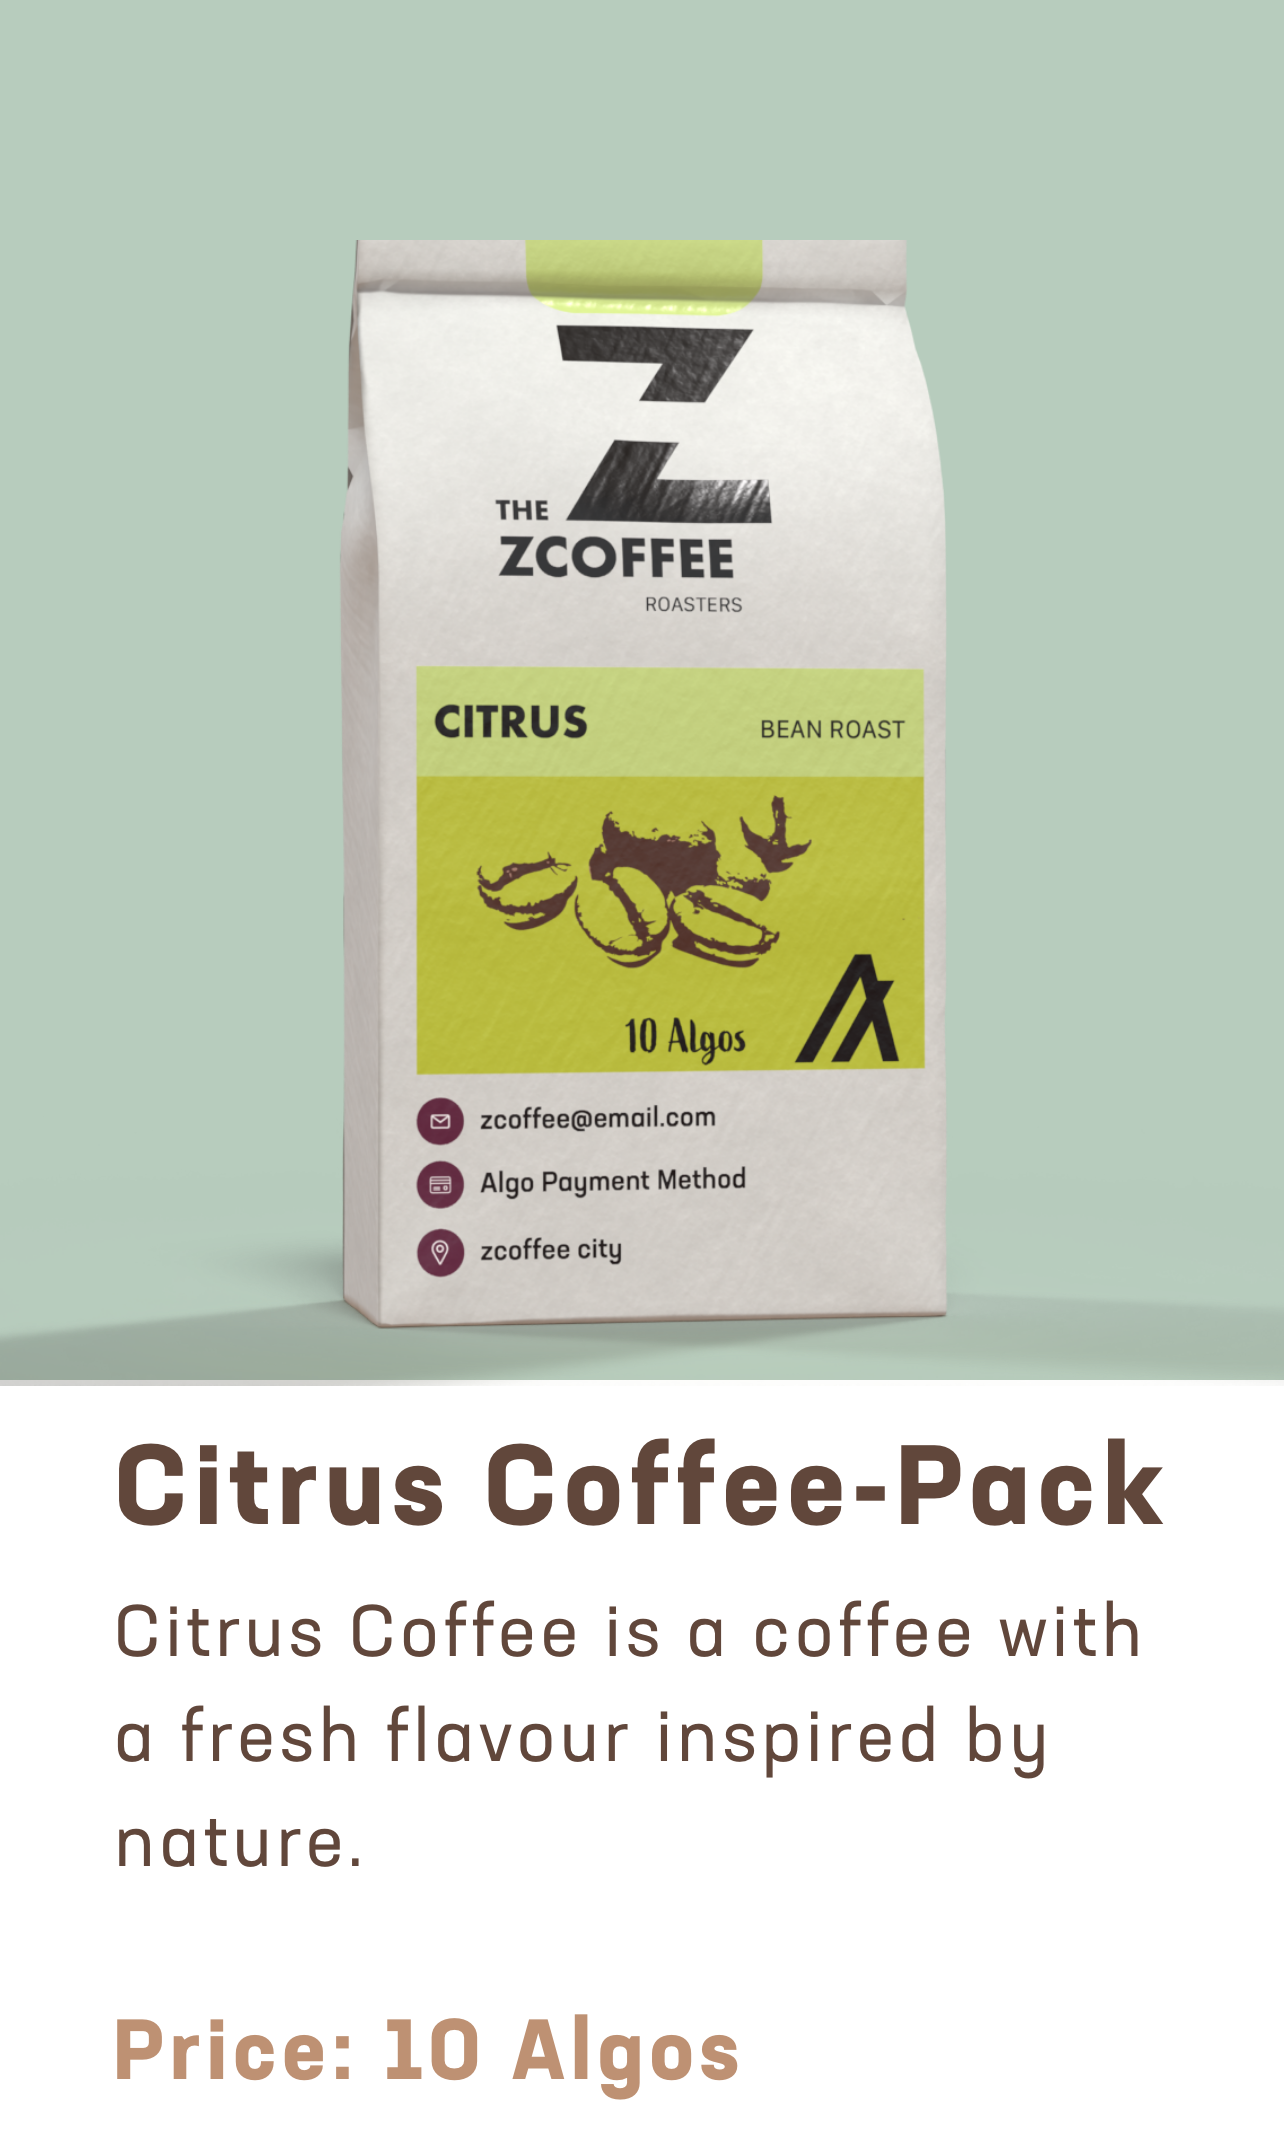 Z
THE
ZCOFFEE
ROASTERS
CITRUS
BEAN ROAST
10 Algos
zcoffee@email.com
Algo Payment Method
zcoffee city
Citrus Coffee-Pack
Citrus Coffee is a coffee with
a fresh flavour inspired by
nature.
Price: 10 Algos